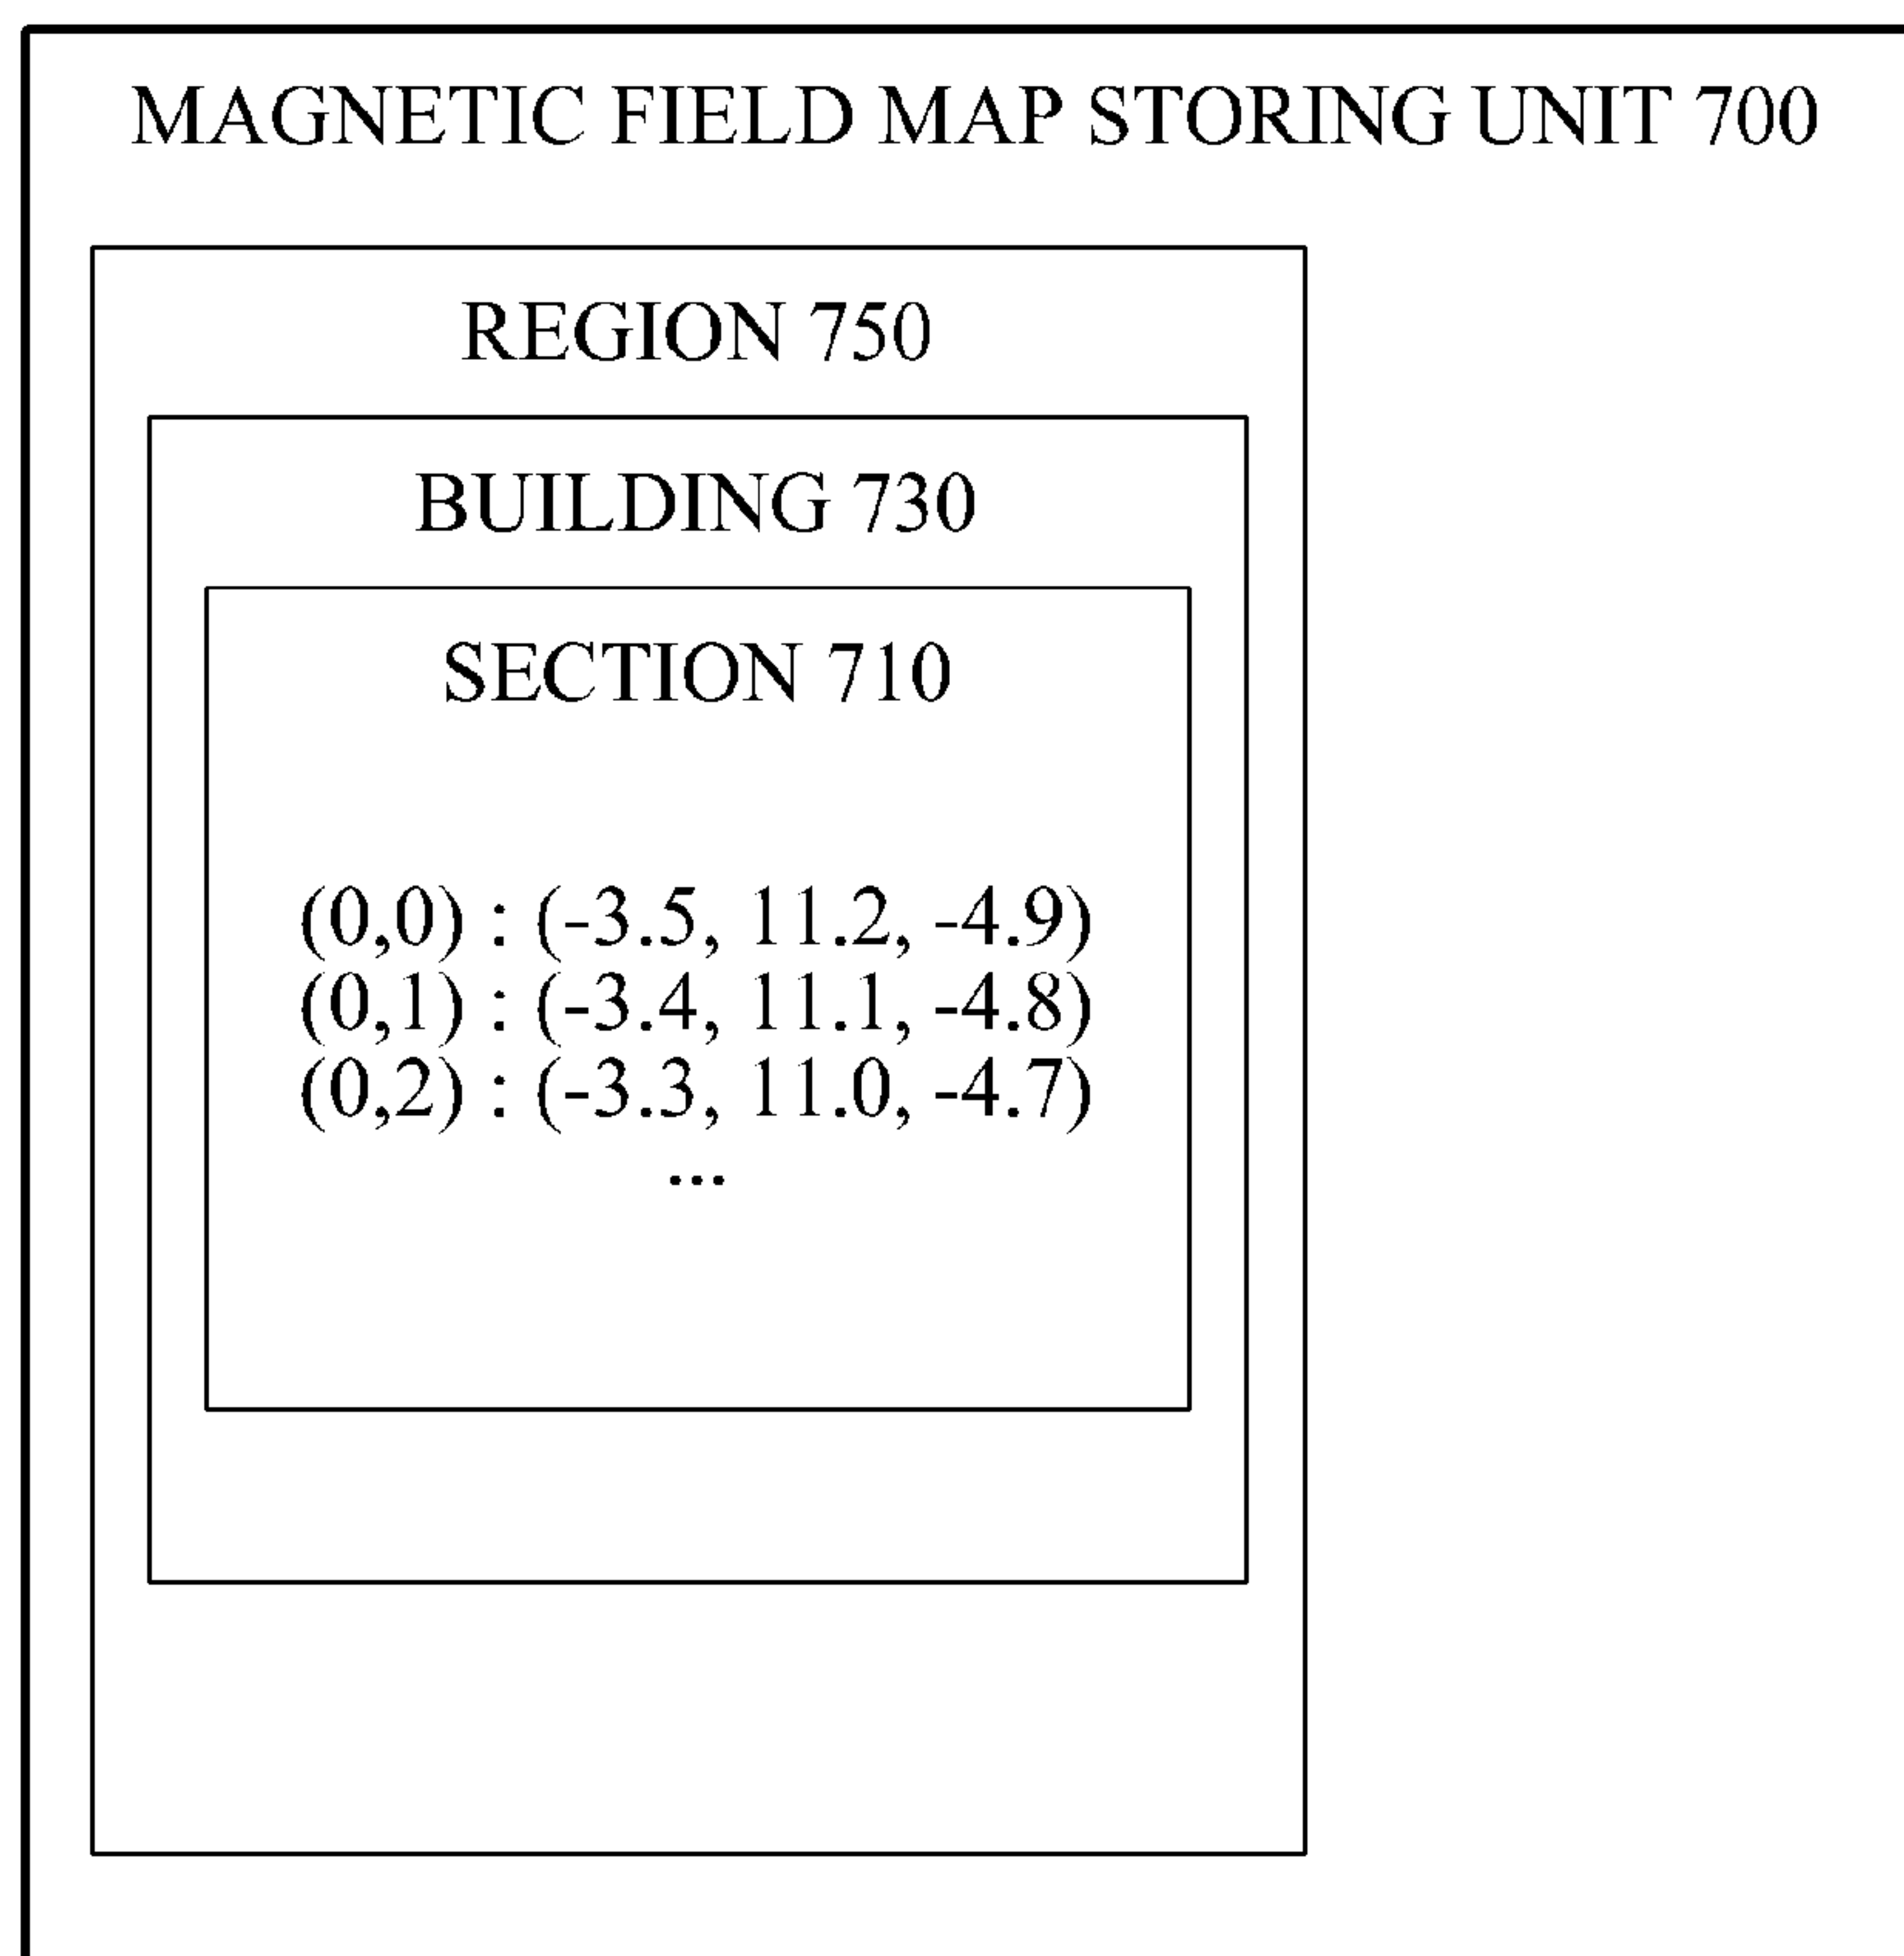 MAGNETIC FIELD MAP STORING UNIT 700
REGION 750
BUILDING 730
SECTION 710
(0,0) : (-3.5, 11.2, -4.9)
(0,1) : (-3.4, 11.1, -4.8)
(0,2) : (-3.3, 11.0, -4.7)
...